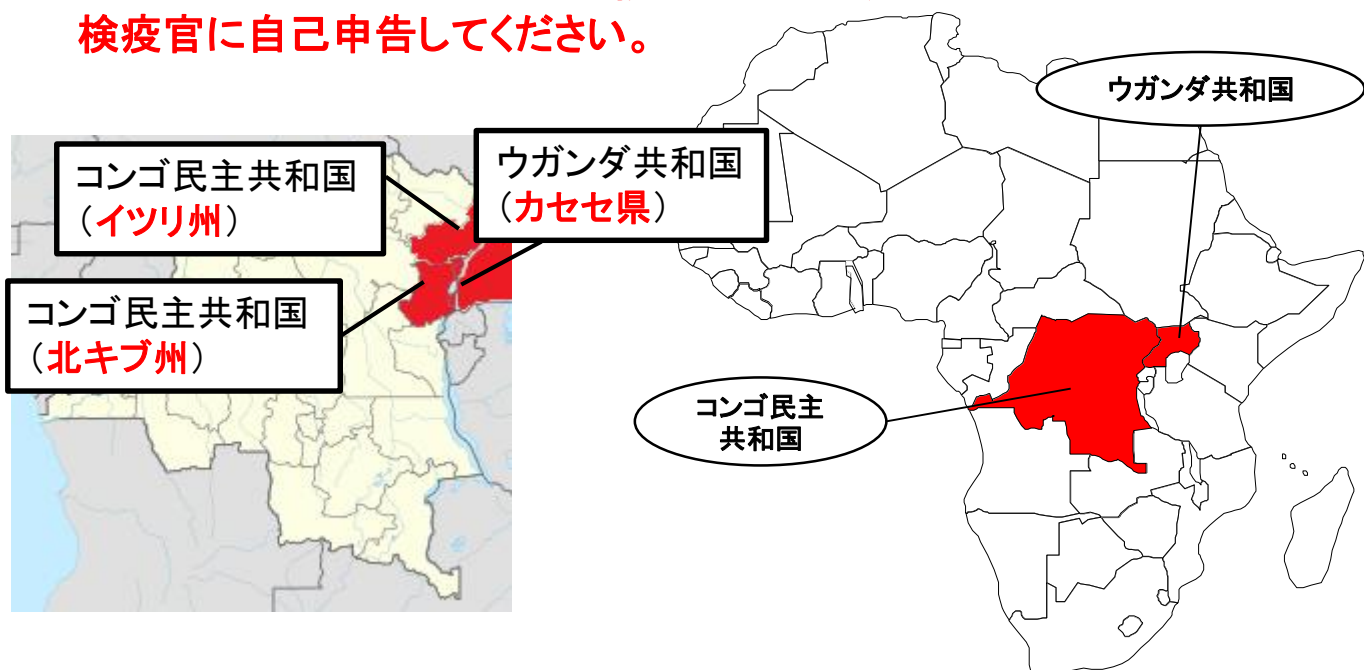 検疫官に自己申告してください。
ウガンダ共和国
コンゴ民主共和国
（イツリ州）
ウガンダ共和国
（カセセ県）
コンゴ民主共和国
（北キブ州）
コンゴ民主
共和国